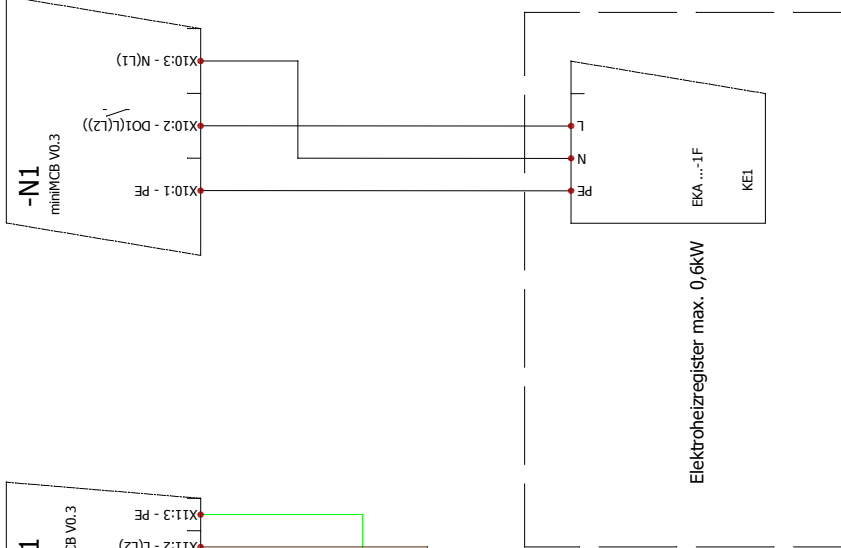 X10:3 - N(L1)
X10:2 - DO1(L(L2))
X10:1 - PE
-N1
miniMCB V0.3
L
N
PE
EKA ...-1F
KE1
Elektroheizregister max. 0,6kW
X11:3 - PE
X11:2 - L(L2)
1
CB V0.3